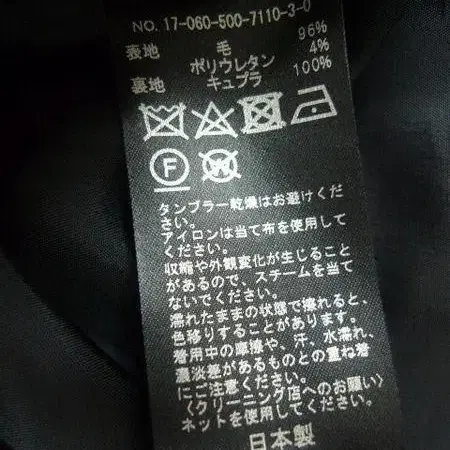 NO. 17-060-500-7110-3-0
表地 毛 96%
ポリウレタン 4%
裏地 キュプラ 100%
F W
タンブラー乾燥はお避けくだ
さい。
アイロンは当て布を使用して
ください。
収縮や外観変化が生じること
があるので、スチームを当て
ないでください。
濡れたままの状態で擦れると、
色移りすることがあります。
着用中の摩擦や、汗、水濡れ、
濃淡差があるものとの重ね着
にご注意ください。
〈クリーニング店へのお願い〉
ネットを使用してください。
日本製